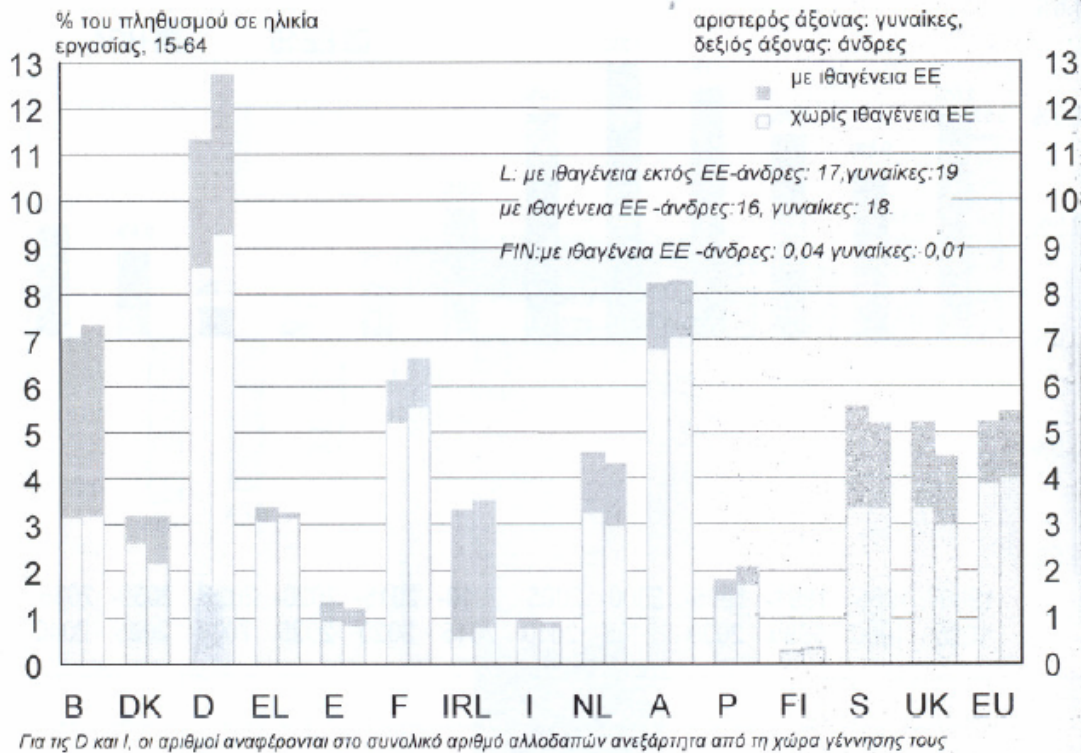 % του πληθυσμού σε ηλικία
εργασίας, 15-64
αριστερός άξονας: γυναίκες,
δεξιός άξονας: άνδρες
με ιθαγένεια ΕΕ
χωρίς ιθαγένεια ΕΕ
L: με ιθαγένεια εκτός ΕΕ-άνδρες: 17,γυναίκες:19
με ιθαγένεια ΕΕ -άνδρες:16, γυναίκες: 18.
FIN:με ιθαγένεια ΕΕ -άνδρες: 0,04 γυναίκες: 0,01
13 13
12 12
11 11
10 10
9 9
8 8
7 7
6 6
5 5
4 4
3 3
2 2
1 1
0 0
B DK D EL E F IRL I NL A P FI S UK EU
Για τις D και I, οι αριθμοί αναφέρονται στο συνολικό αριθμό αλλοδαπών ανεξάρτητα από τη χώρα γέννησης τους